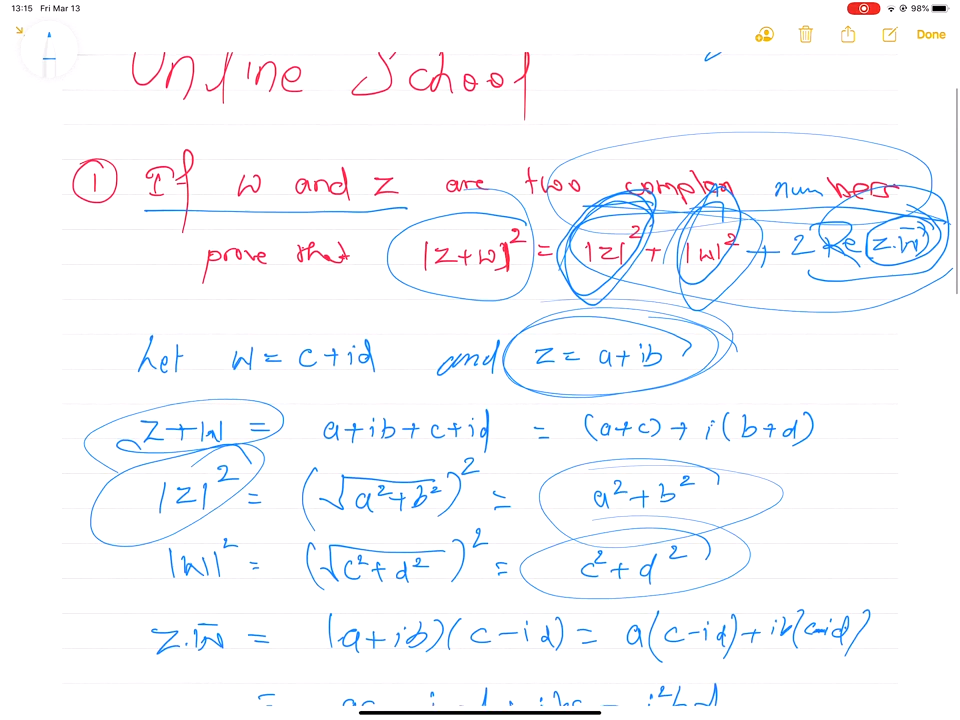 13:15 Fri Mar 13
98%
Done
Online School
① If w and z are two complex numbers
prove that |z+w|² = |z|² + |w|² + 2 Re(z.w̅)
Let w = c+id and z = a+ib
z+w = a+ib+c+id = (a+c)+i(b+d)
|z|² = (√a²+b²)² = a²+b²
|w|² = (√c²+d²)² = c²+d²
z.w̅ = (a+ib)(c-id) = a(c-id)+ib(c-id)